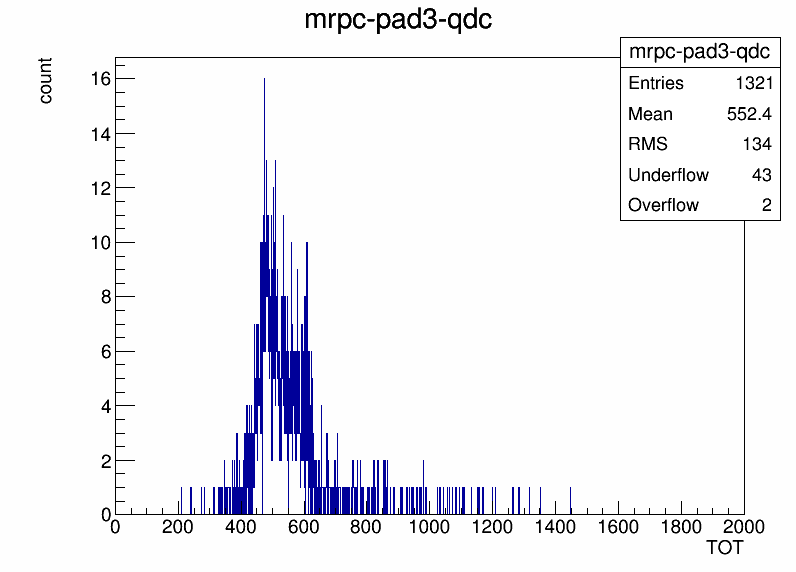 mrpc-pad3-qdc
count
mrpc-pad3-qdc
Entries 1321
Mean 552.4
RMS 134
Underflow 43
Overflow 2
16
14
12
10
8
6
4
2
0
0 200 400 600 800 1000 1200 1400 1600 1800 2000
TOT